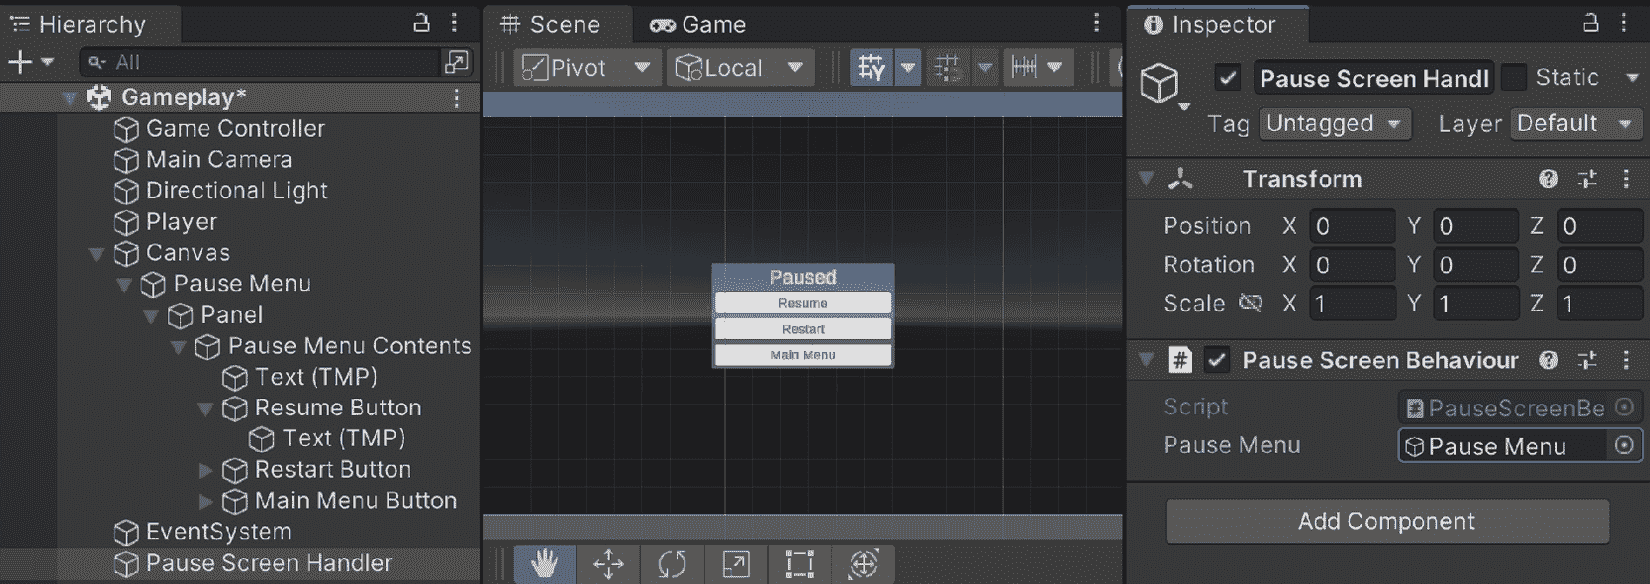 Hierarchy
All
Gameplay*
Game Controller
Main Camera
Directional Light
Player
Canvas
Pause Menu
Panel
Pause Menu Contents
Text (TMP)
Resume Button
Text (TMP)
Restart Button
Main Menu Button
EventSystem
Pause Screen Handler
Scene Game
Pivot Local
Paused
Resume
Restart
Main Menu
Inspector
Pause Screen Handl Static
Tag Untagged Layer Default
Transform
Position X 0 Y 0 Z 0
Rotation X 0 Y 0 Z 0
Scale X 1 Y 1 Z 1
# Pause Screen Behaviour
Script PauseScreenBe
Pause Menu Pause Menu
Add Component